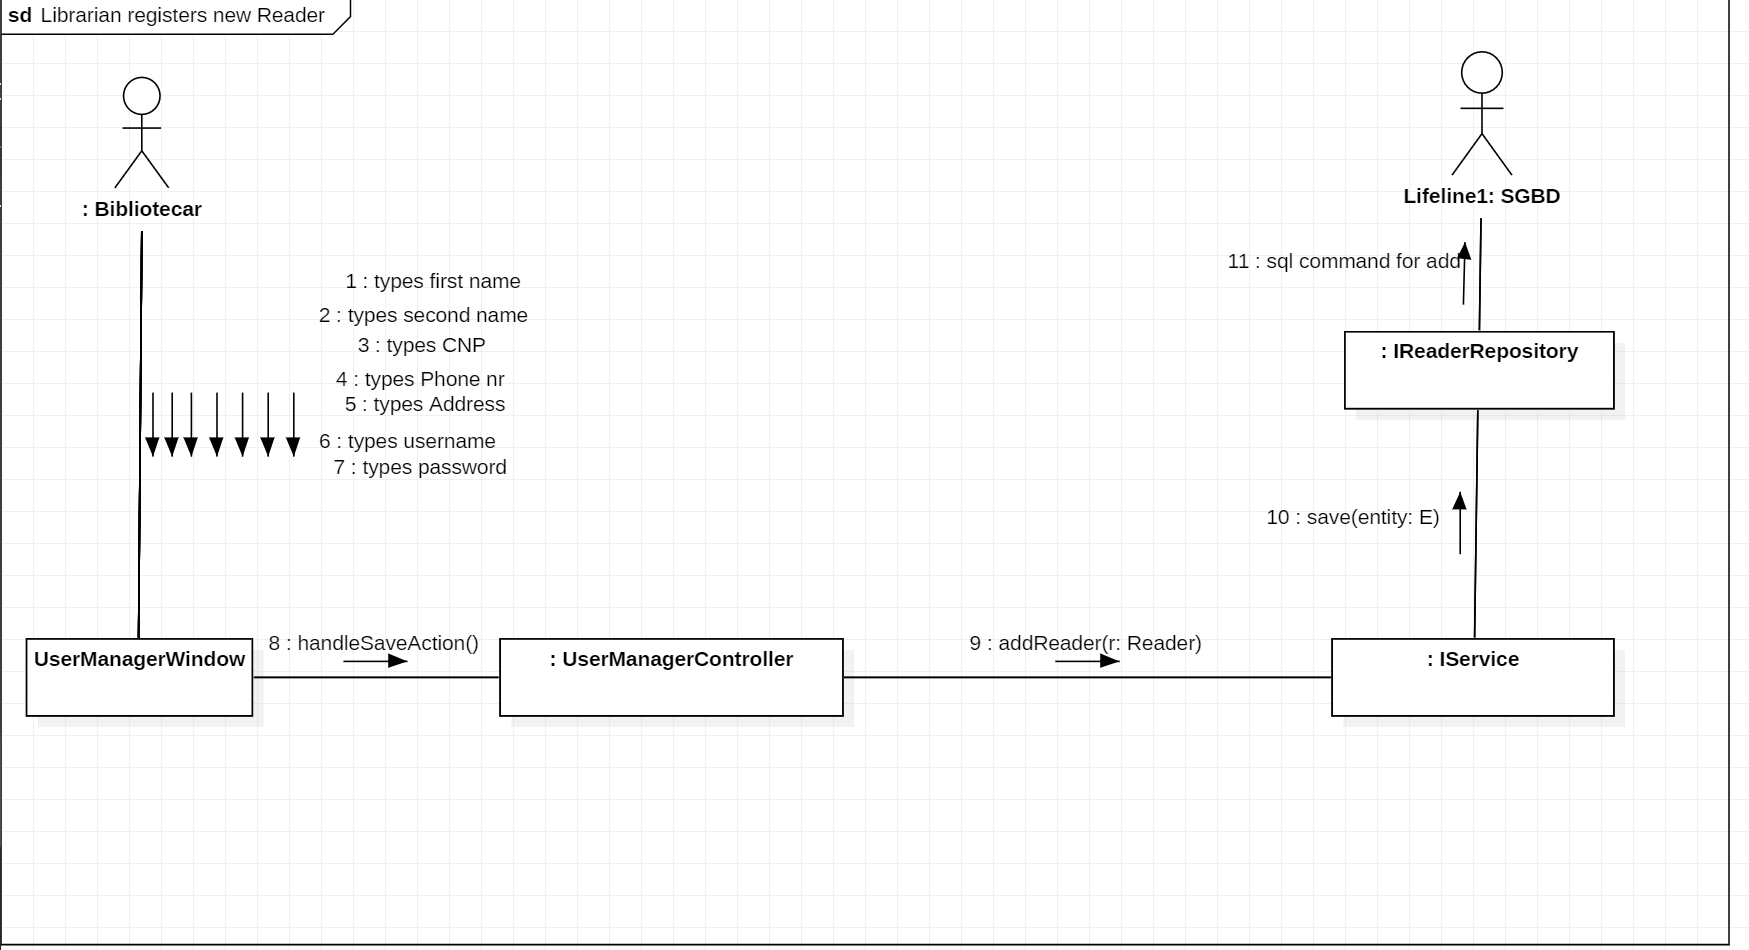 sd Librarian registers new Reader
: Bibliotecar
Lifeline1: SGBD
11 : sql command for add
1 : types first name
2 : types second name
3 : types CNP
4 : types Phone nr
5 : types Address
6 : types username
7 : types password
: IReaderRepository
10 : save(entity: E)
UserManagerWindow
8 : handleSaveAction()
: UserManagerController
9 : addReader(r: Reader)
: IService